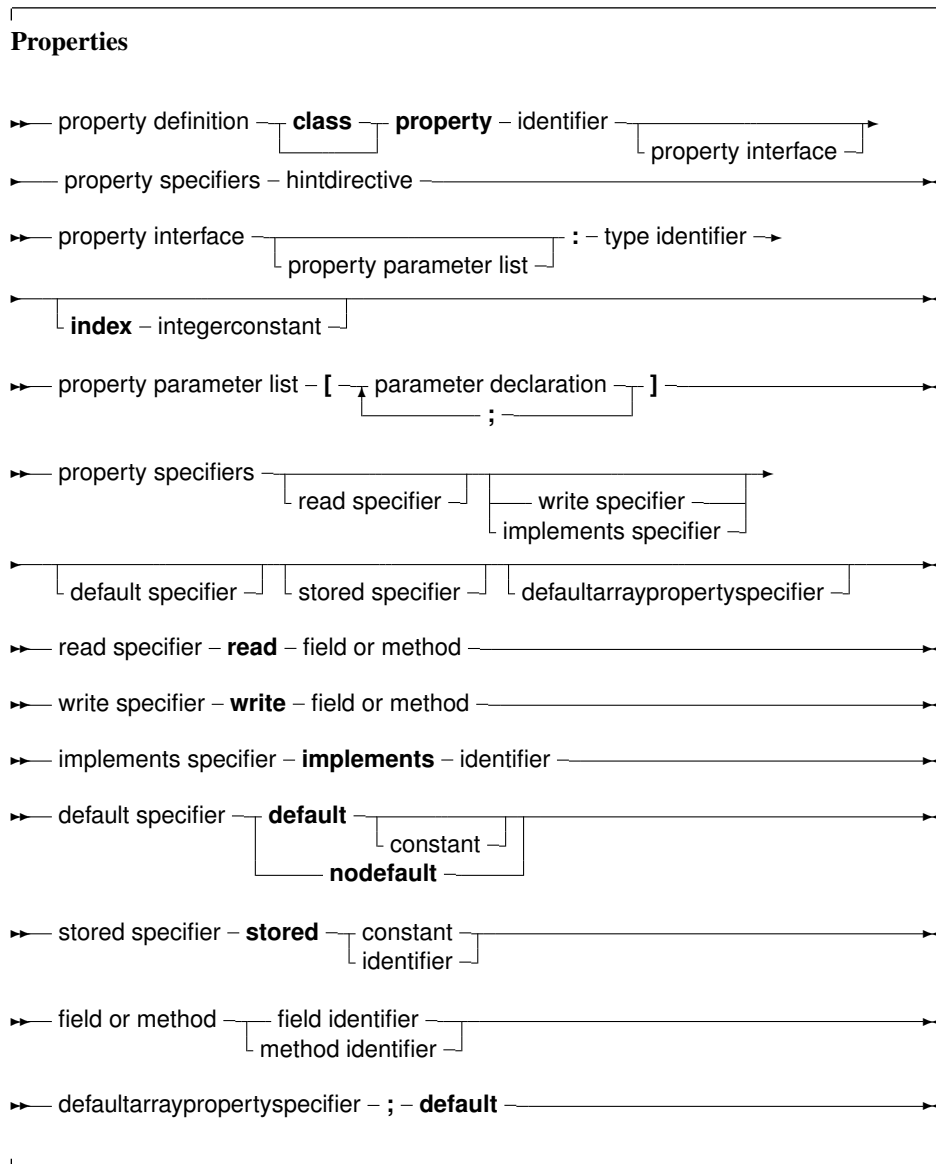 Properties
property definition class property identifier
property interface
property specifiers hintdirective
property interface : type identifier
property parameter list
index integerconstant
property parameter list [ parameter declaration ]
;
property specifiers
read specifier write specifier
implements specifier
default specifier stored specifier defaultarraypropertyspecifier
read specifier read field or method
write specifier write field or method
implements specifier implements identifier
default specifier default
constant
nodefault
stored specifier stored constant
identifier
field or method field identifier
method identifier
defaultarraypropertyspecifier ; default